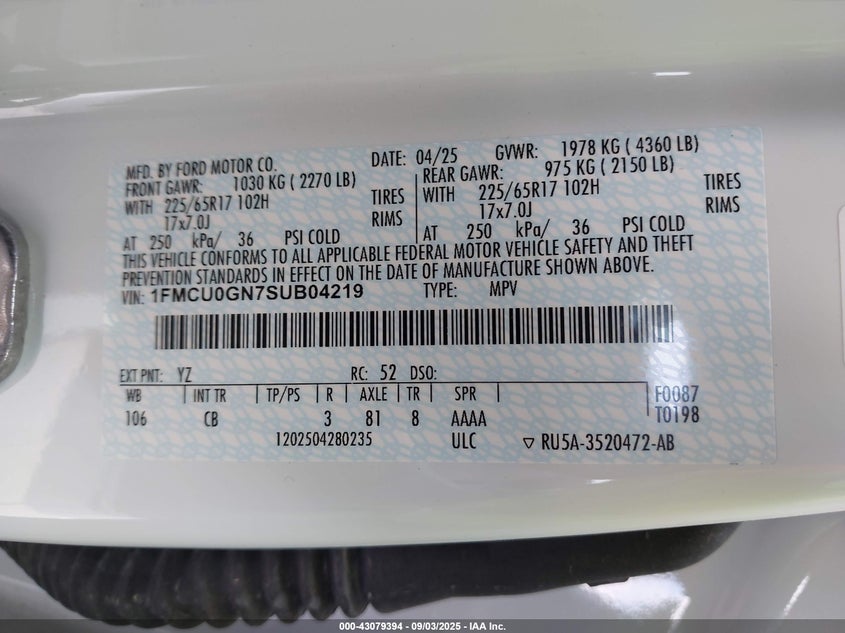 MFD. BY FORD MOTOR CO. DATE: 04/25 GVWR: 1978 KG ( 4360 LB)
FRONT GAWR: 1030 KG ( 2270 LB) REAR GAWR: 975 KG ( 2150 LB)
WITH 225/65R17 102H TIRES WITH 225/65R17 102H TIRES
17x7.0J RIMS 17x7.0J RIMS
AT 250 kPa/ 36 PSI COLD AT 250 kPa/ 36 PSI COLD
THIS VEHICLE CONFORMS TO ALL APPLICABLE FEDERAL MOTOR VEHICLE SAFETY AND THEFT
PREVENTION STANDARDS IN EFFECT ON THE DATE OF MANUFACTURE SHOWN ABOVE.
VIN: 1FMCU0GN7SUB04219 TYPE: MPV
EXT PNT: YZ RC: 52 DSO:
WB INT TR TP/PS R AXLE TR SPR F0087
106 CB 3 81 8 AAAA T0198
1202504280235 ULC ▽ RU5A-3520472-AB
000-43079394 - 09/03/2025 - IAA Inc.